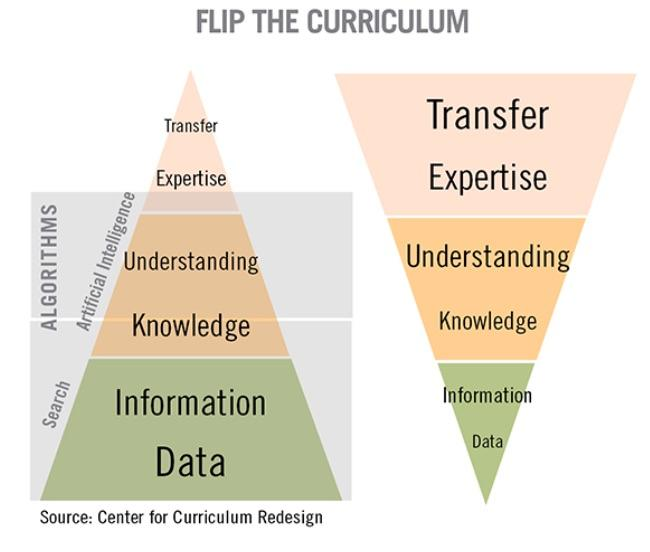 FLIP THE CURRICULUM
Transfer
Expertise
ALGORITHMS
Artificial Intelligence
Understanding
Knowledge
Search
Information
Data
Transfer
Expertise
Understanding
Knowledge
Information
Data
Source: Center for Curriculum Redesign